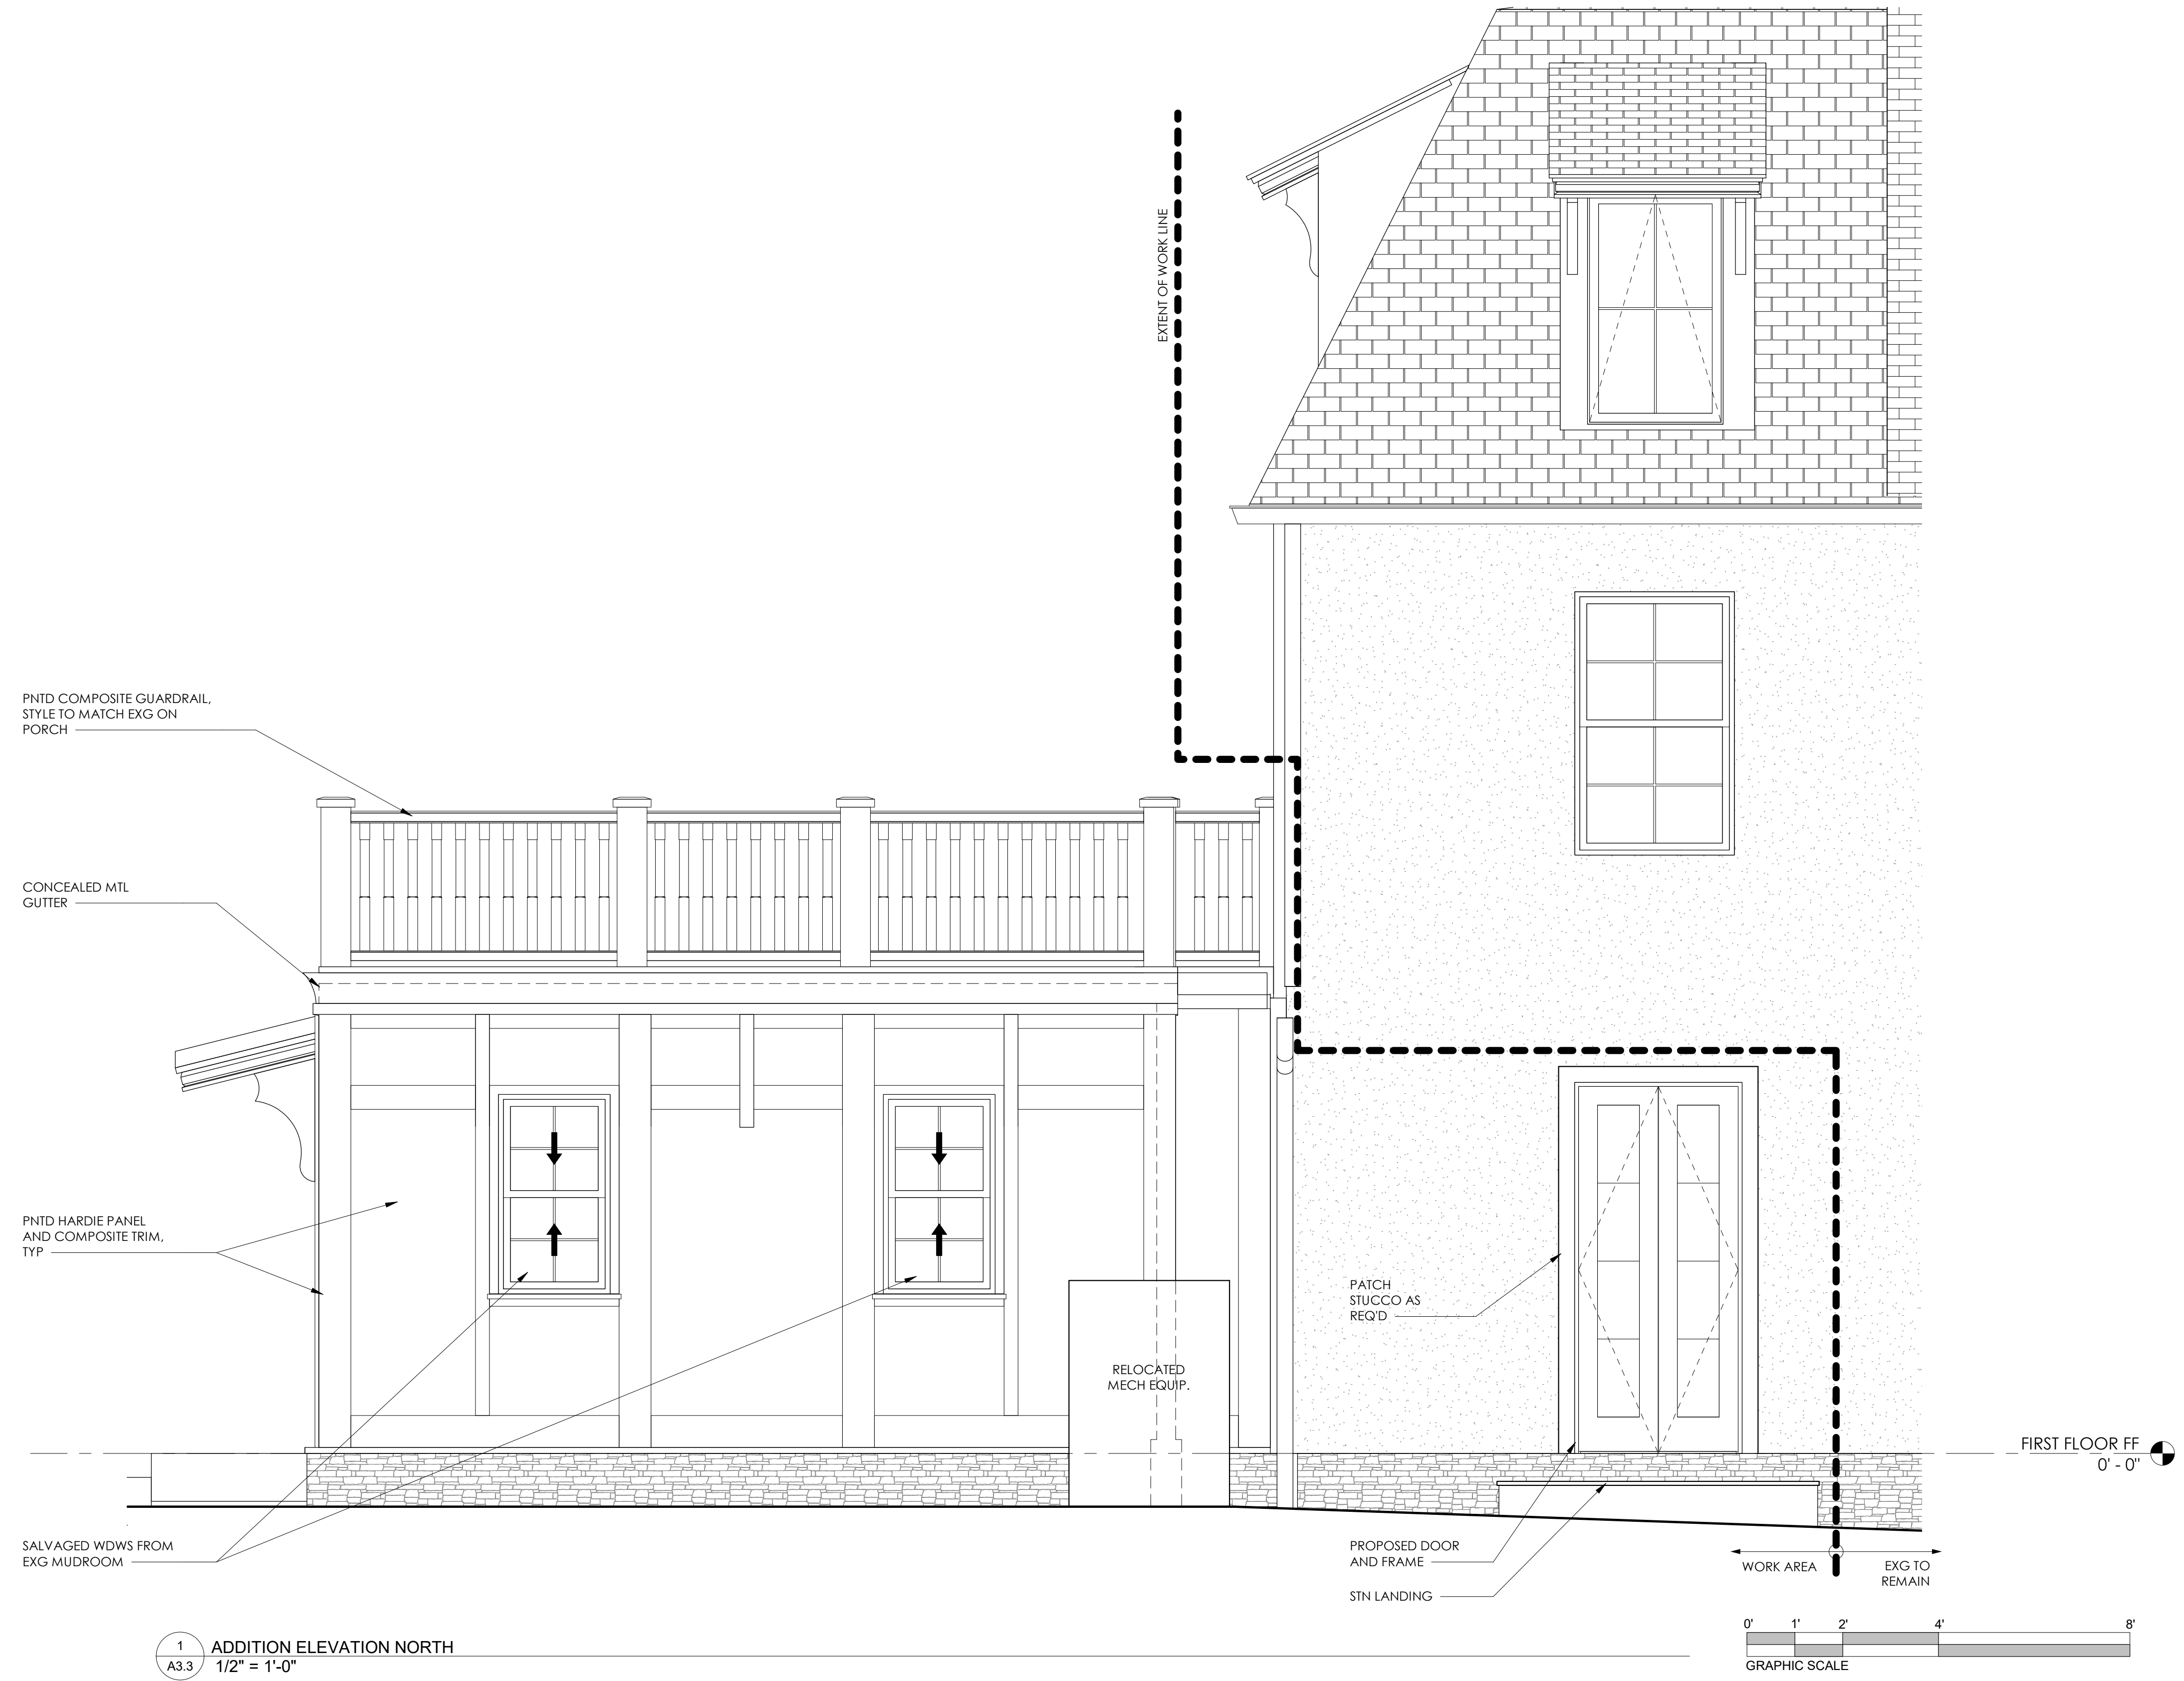 EXTENT OF WORK LINE
PNTD COMPOSITE GUARDRAIL,
STYLE TO MATCH EXG ON
PORCH
CONCEALED MTL
GUTTER
PNTD HARDIE PANEL
AND COMPOSITE TRIM,
TYP
PATCH
STUCCO AS
REQ'D
RELOCATED
MECH EQUIP.
FIRST FLOOR FF
0' - 0"
SALVAGED WDWS FROM
EXG MUDROOM
PROPOSED DOOR
AND FRAME
STN LANDING
WORK AREA
EXG TO
REMAIN
0' 1' 2' 4' 8'
GRAPHIC SCALE
1
A3.3
ADDITION ELEVATION NORTH
1/2" = 1'-0"